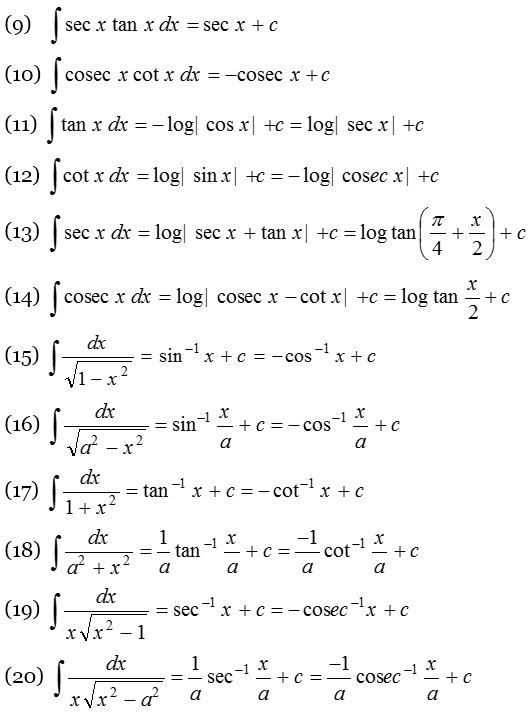 (9) ∫ sec x tan x dx = sec x + c
(10) ∫ cosec x cot x dx = −cosec x + c
(11) ∫ tan x dx = − log| cos x| + c = log| sec x| + c
(12) ∫ cot x dx = log| sin x| + c = − log| cosec x| + c
(13) ∫ sec x dx = log| sec x + tan x| + c = log tan(π/4 + x/2) + c
(14) ∫ cosec x dx = log| cosec x − cot x| + c = log tan x/2 + c
(15) ∫ dx/√(1 − x²) = sin⁻¹ x + c = −cos⁻¹ x + c
(16) ∫ dx/√(a² − x²) = sin⁻¹ x/a + c = −cos⁻¹ x/a + c
(17) ∫ dx/(1 + x²) = tan⁻¹ x + c = −cot⁻¹ x + c
(18) ∫ dx/(a² + x²) = 1/a tan⁻¹ x/a + c = −1/a cot⁻¹ x/a + c
(19) ∫ dx/(x√(x² − 1)) = sec⁻¹ x + c = −cosec⁻¹ x + c
(20) ∫ dx/(x√(x² − a²)) = 1/a sec⁻¹ x/a + c = −1/a cosec⁻¹ x/a + c